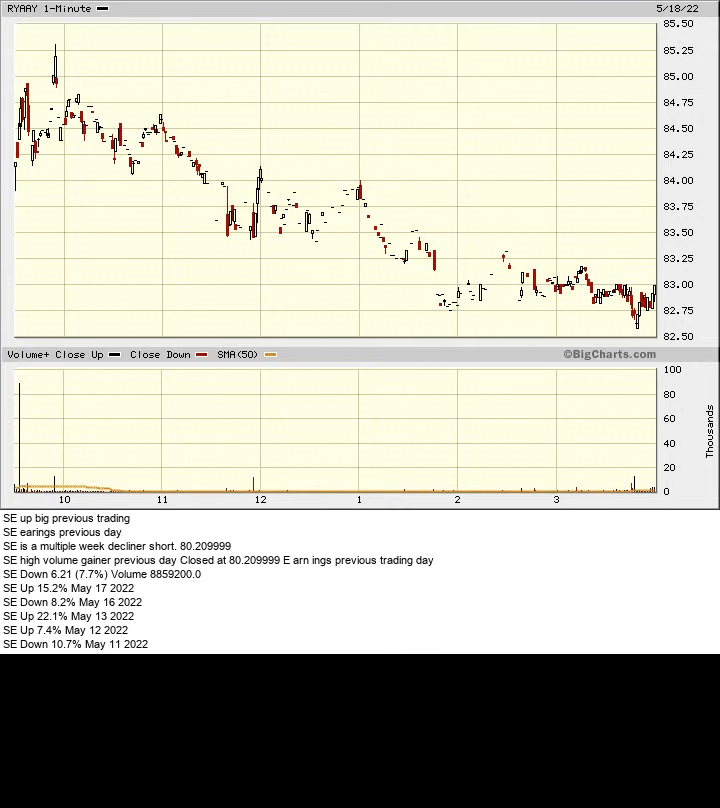 RYAAY 1-Minute 5/18/22
85.50
85.25
85.00
84.75
84.50
84.25
84.00
83.75
83.50
83.25
83.00
82.75
82.50
Volume+ Close Up Close Down SMA(50) ©BigCharts.com
100
80
60
40
20
0
Thousands
10 11 12 1 2 3
SE up big previous trading
SE earings previous day
SE is a multiple week decliner short. 80.209999
SE high volume gainer previous day Closed at 80.209999 E arn ings previous trading day
SE Down 6.21 (7.7%) Volume 8859200.0
SE Up 15.2% May 17 2022
SE Down 8.2% May 16 2022
SE Up 22.1% May 13 2022
SE Up 7.4% May 12 2022
SE Down 10.7% May 11 2022